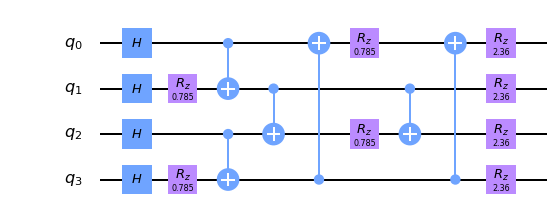 q0 H Rz 0.785 Rz 2.36
q1 H Rz 0.785 Rz 2.36
q2 H Rz 0.785 Rz 2.36
q3 H Rz 0.785 Rz 2.36